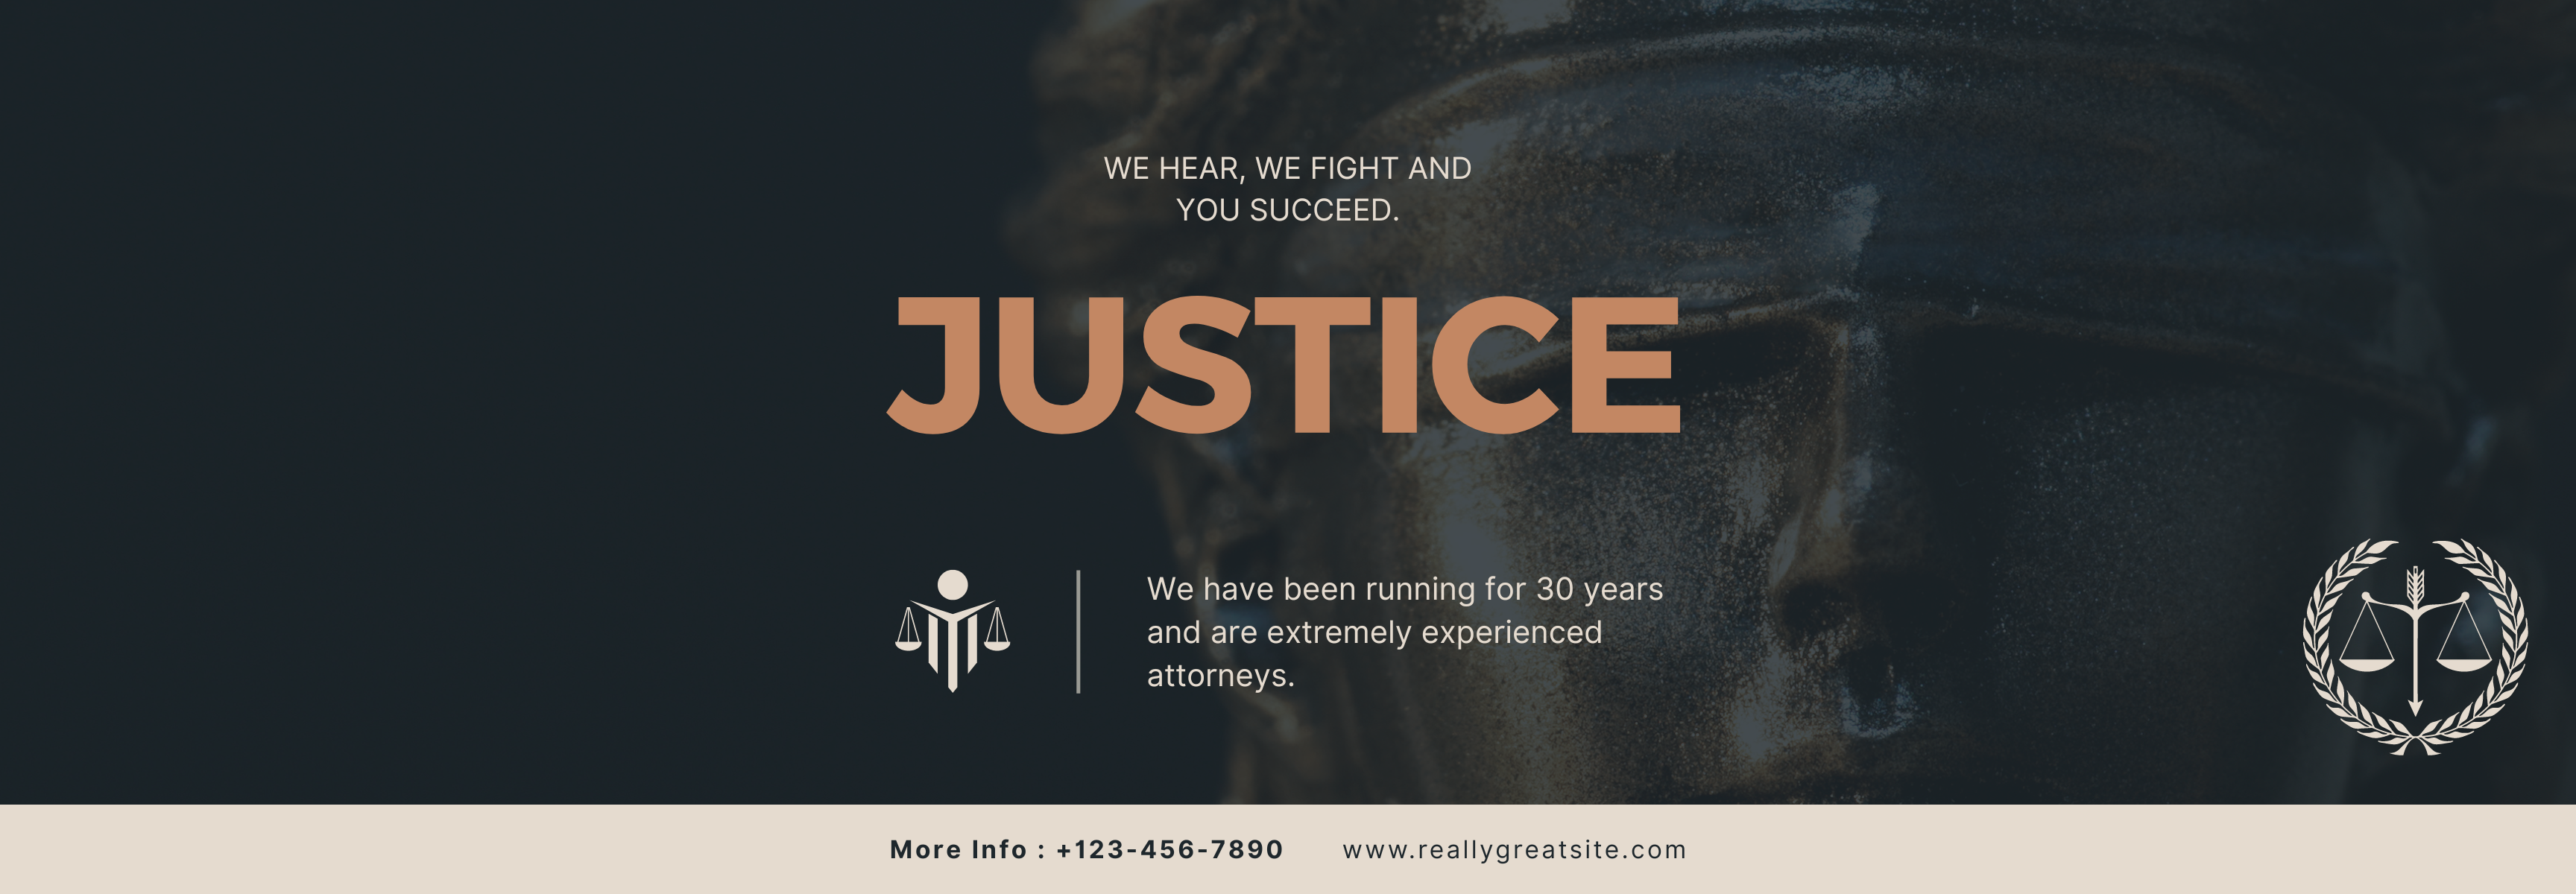 WE HEAR, WE FIGHT AND
YOU SUCCEED.
JUSTICE
We have been running for 30 years
and are extremely experienced
attorneys.
More Info : +123-456-7890 www.reallygreatsite.com